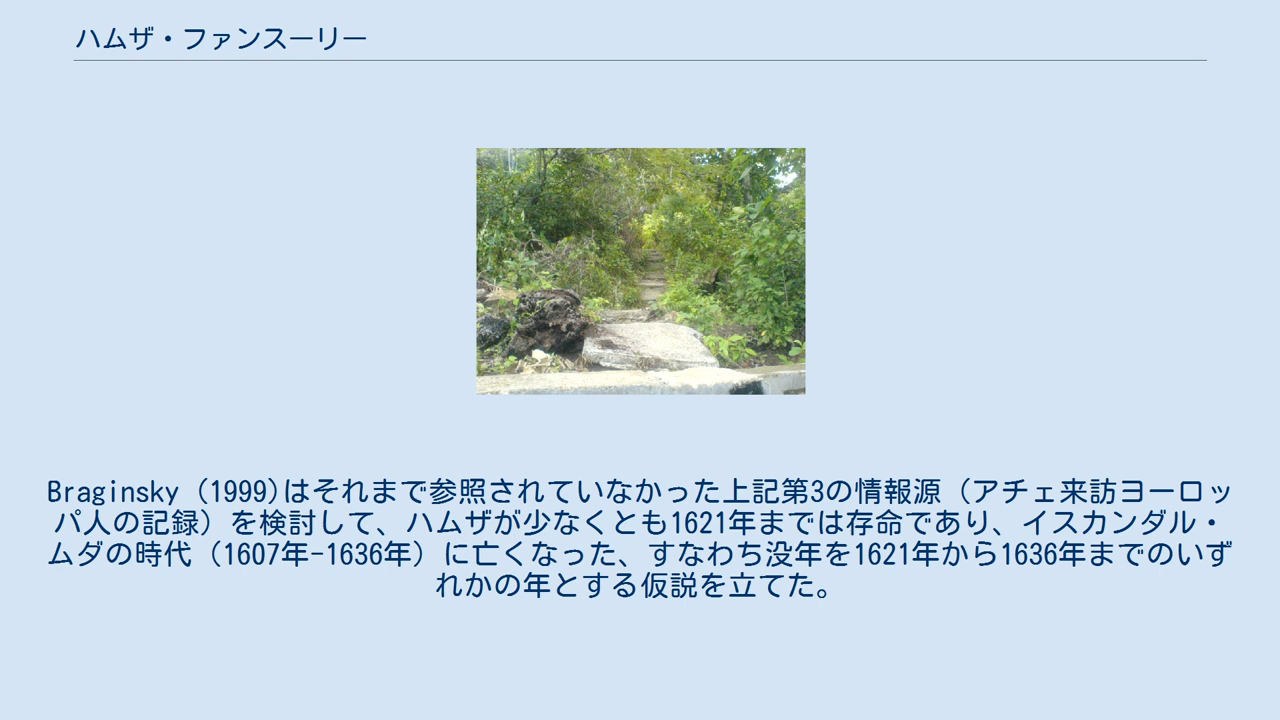 ハムザ・ファンスーリー
Braginsky (1999)はそれまで参照されていなかった上記第3の情報源（アチェ来訪ヨーロッ
パ人の記録）を検討して、ハムザが少なくとも1621年までは存命であり、イスカンダル・
ムダの時代（1607年-1636年）に亡くなった、すなわち没年を1621年から1636年までのいず
れかの年とする仮説を立てた。